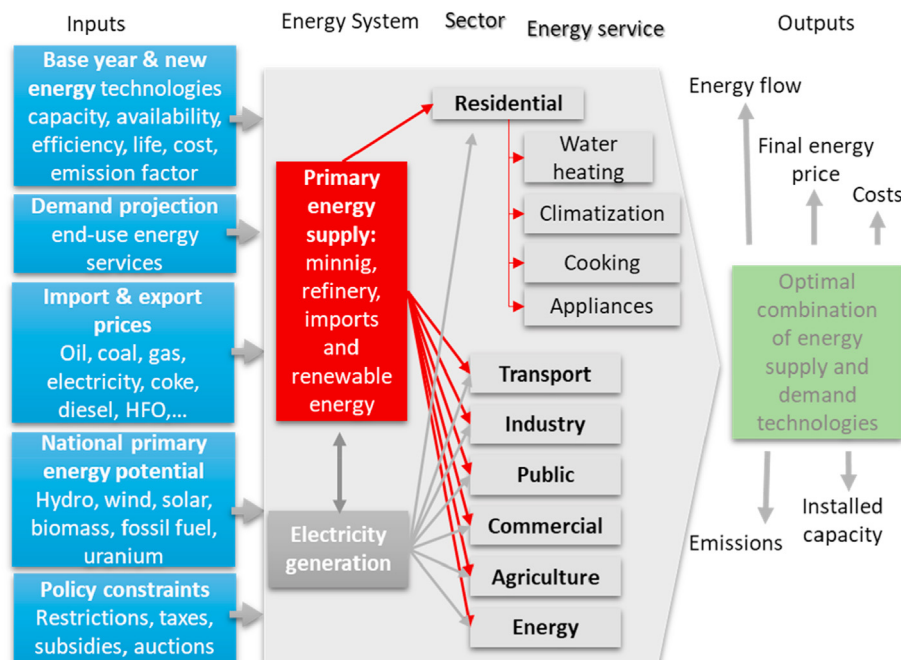 Inputs
Energy System
Sector
Energy service
Outputs
Base year & new
energy technologies
capacity, availability,
efficiency, life, cost,
emission factor
Demand projection
end-use energy
services
Import & export
prices
Oil, coal, gas,
electricity, coke,
diesel, HFO,...
National primary
energy potential
Hydro, wind, solar,
biomass, fossil fuel,
uranium
Policy constraints
Restrictions, taxes,
subsidies, auctions
Primary
energy
supply:
minnig,
refinery,
imports
and
renewable
energy
Electricity
generation
Residential
Water
heating
Climatization
Cooking
Appliances
Transport
Industry
Public
Commercial
Agriculture
Energy
Energy flow
Final energy
price
Costs
Optimal
combination
of energy
supply and
demand
technologies
Emissions
Installed
capacity